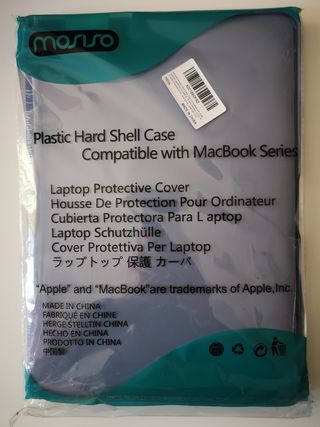 mosiso
Plastic Hard Shell Case
Compatible with MacBook Series
Laptop Protective Cover
Housse De Protection Pour Ordinateur
Cubierta Protectora Para L aptop
Laptop Schutzhülle
Cover Protettiva Per Laptop
ラップトップ 保護 カーバ
"Apple" and "MacBook"are trademarks of Apple,Inc.
MADE IN CHINA
FABRIQUÉ EN CHINE
HERGESTELLTIN CHINA
HECHO EN CHINA
PRODOTTO IN CHINA
中国製